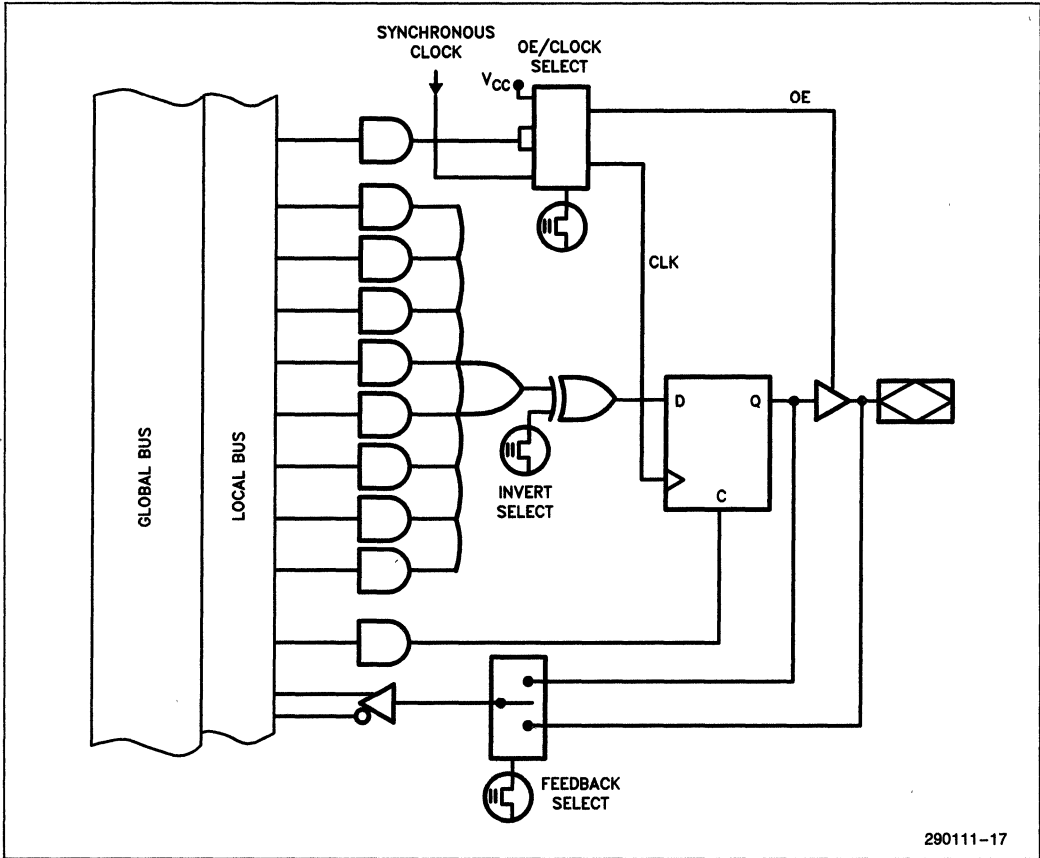 SYNCHRONOUS
CLOCK
OE/CLOCK
SELECT
VCC
OE
CLK
GLOBAL BUS
LOCAL BUS
D
Q
C
INVERT
SELECT
FEEDBACK
SELECT
290111-17